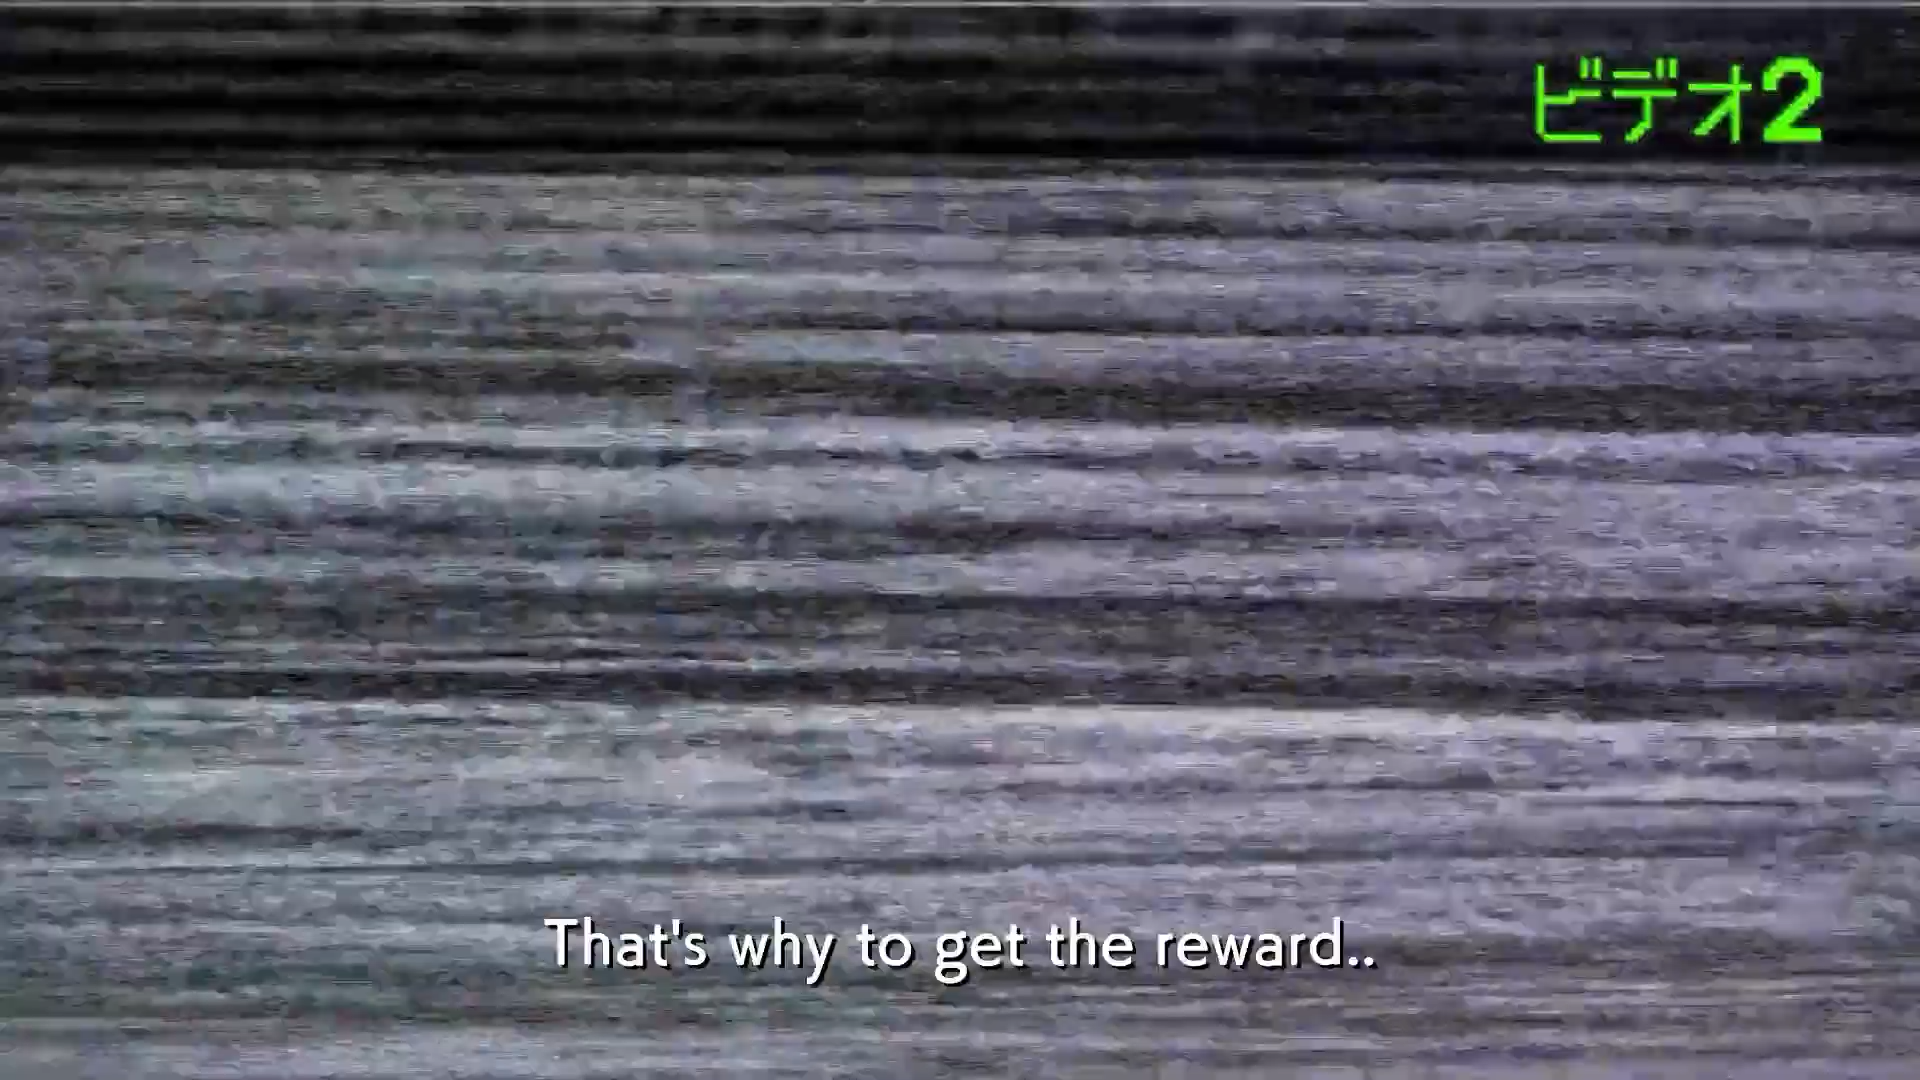 ビデオ2
That's why to get the reward..